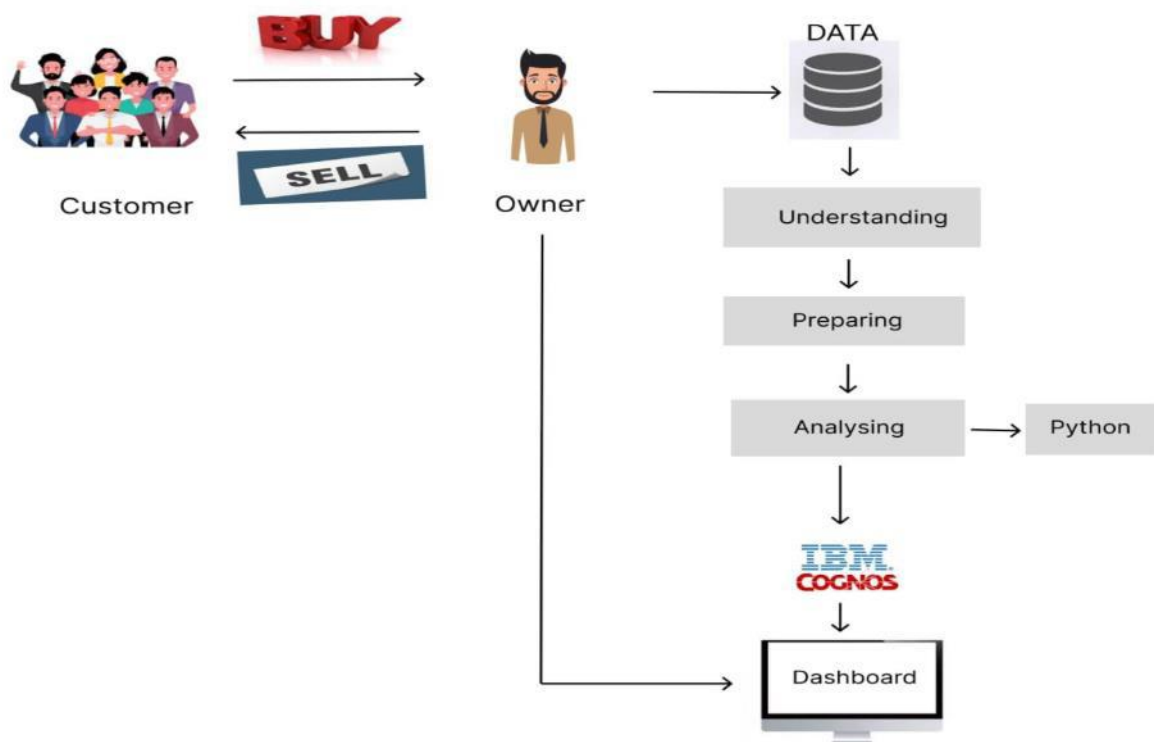 BUY
DATA
SELL
Customer
Owner
Understanding
Preparing
Analysing
Python
IBM.
COGNOS
Dashboard